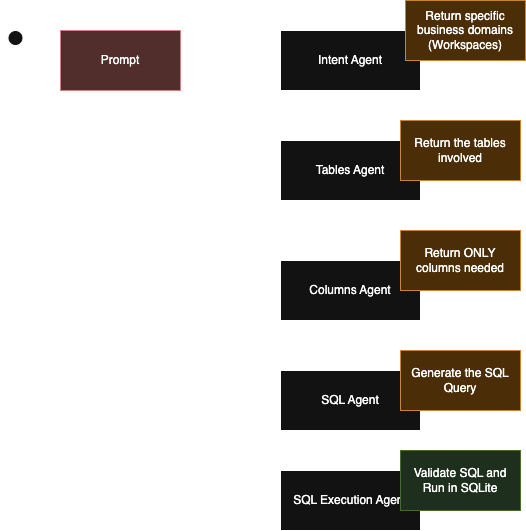 Return specific
business domains
(Workspaces)
Prompt
Intent Agent
Return the tables
involved
Tables Agent
Return ONLY
columns needed
Columns Agent
Generate the SQL
Query
SQL Agent
Validate SQL and
Run in SQLite
SQL Execution Agen